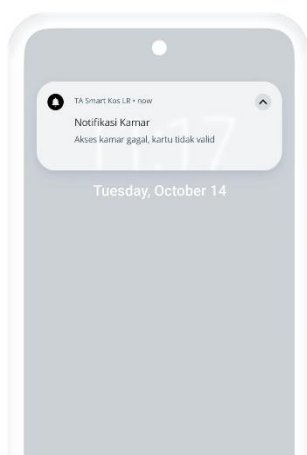 TA Smart Kos LR • now
Notifikasi Kamar
Akses kamar gagal, kartu tidak valid
Tuesday, October 14